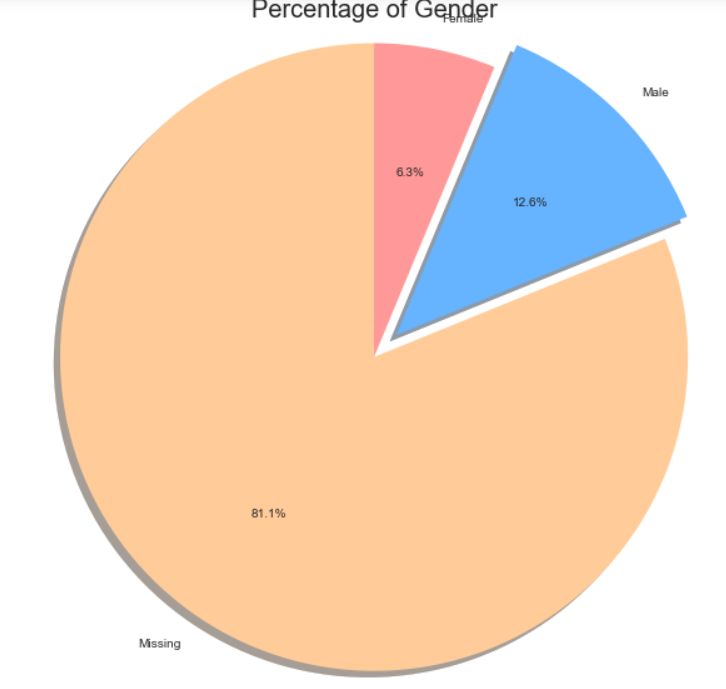 Percentage of Gender
Female
Male
6.3%
12.6%
81.1%
Missing